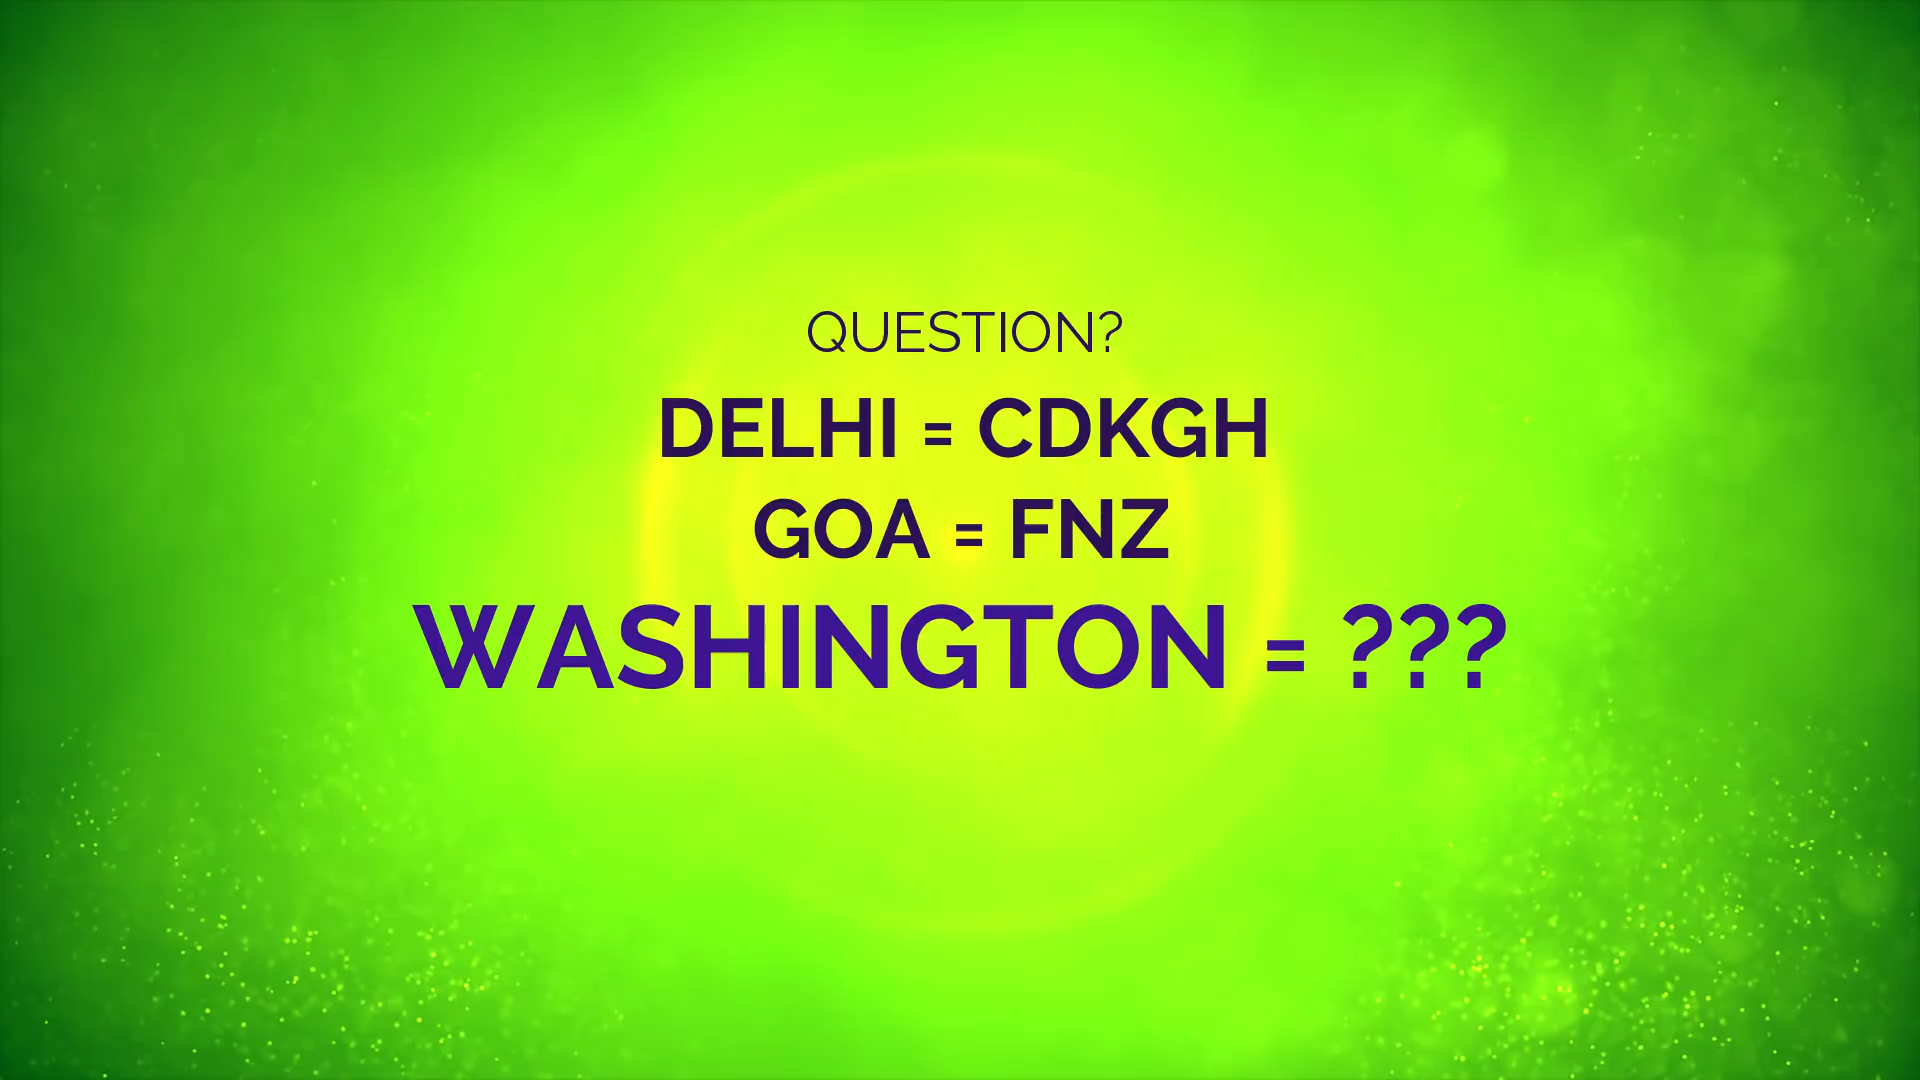 QUESTION?
DELHI = CDKGH
GOA = FNZ
WASHINGTON = ???